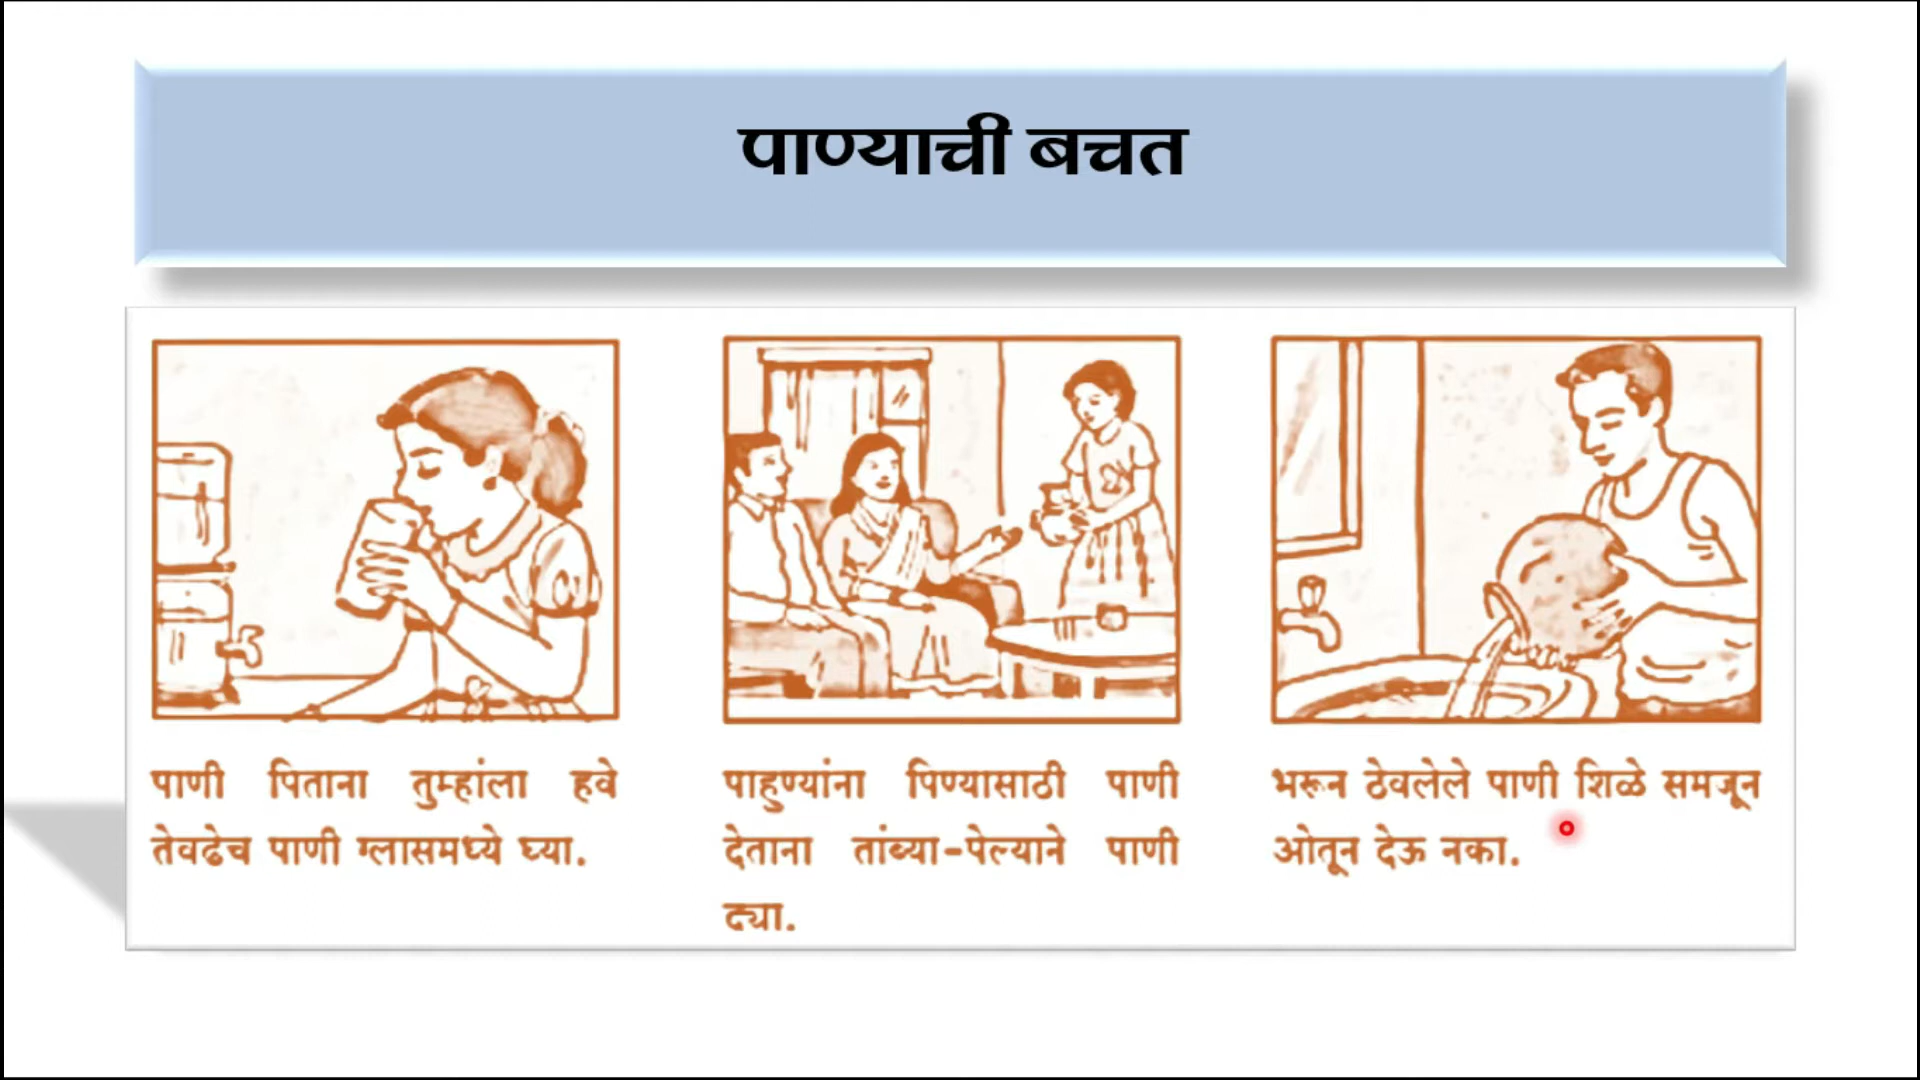 पाण्याची बचत
पाणी पिताना तुम्हांला हवे
तेवढेच पाणी ग्लासमध्ये घ्या.
पाहुण्यांना पिण्यासाठी पाणी
देताना तांब्या-पेल्याने पाणी
द्या.
भरून ठेवलेले पाणी शिळे समजून
ओतून देऊ नका.